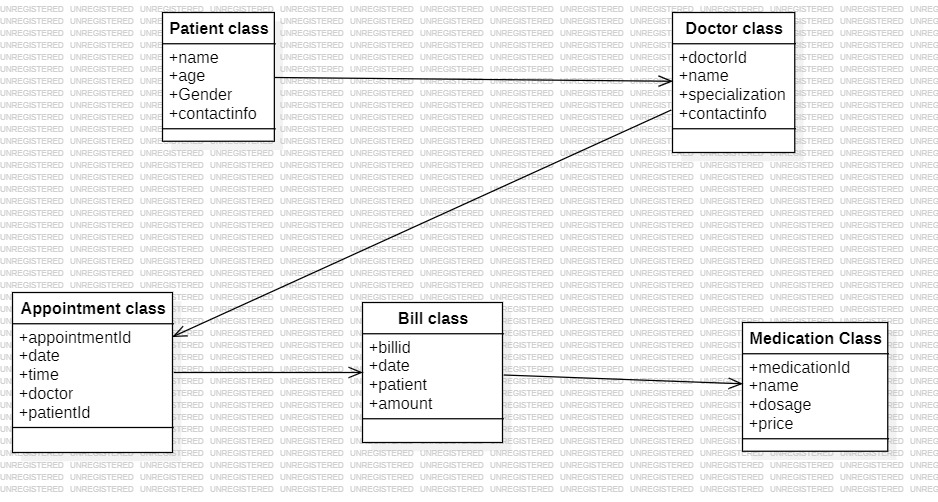 Patient class
+name
+age
+Gender
+contactinfo
Doctor class
+doctorId
+name
+specialization
+contactinfo
Appointment class
+appointmentId
+date
+time
+doctor
+patientId
Bill class
+billid
+date
+patient
+amount
Medication Class
+medicationId
+name
+dosage
+price
UNREGISTERED